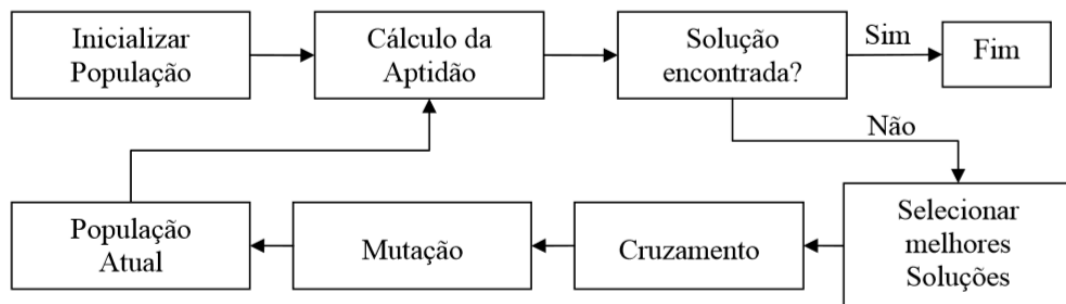 Inicializar
População
Cálculo da
Aptidão
Solução
encontrada?
Sim
Fim
Não
Selecionar
melhores
Soluções
Cruzamento
Mutação
População
Atual